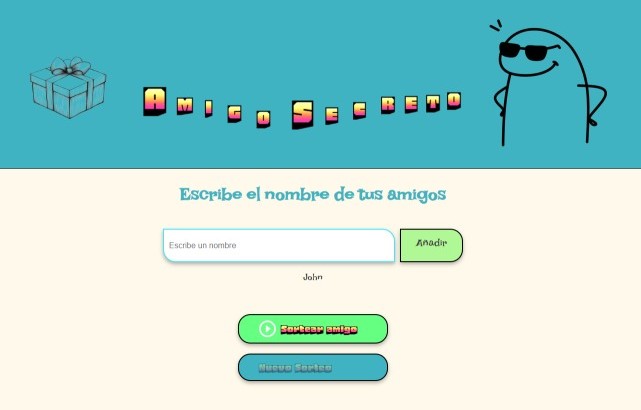 Amigo Secreto
Escribe el nombre de tus amigos
Escribe un nombre
Añadir
John
Sortear amigo
Nuevo Sorteo